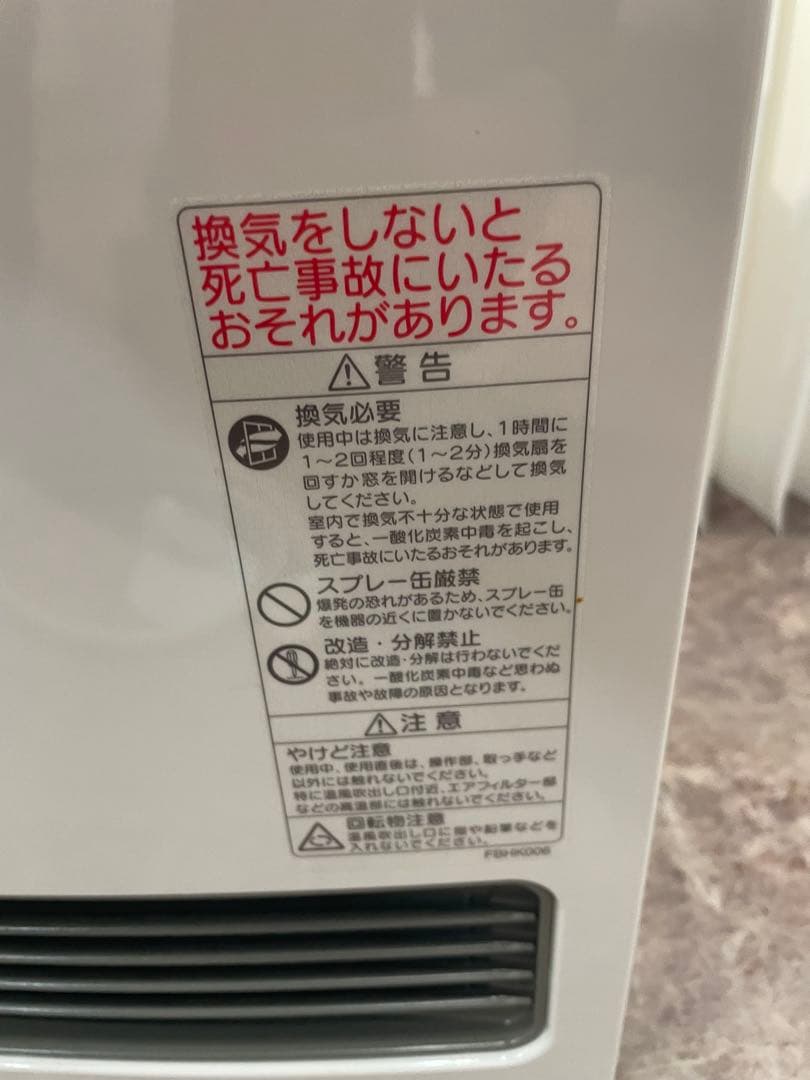 換気をしないと
死亡事故にいたる
おそれがあります。
警告
換気必要
使用中は換気に注意し、1時間に
1～2回程度(1～2分)換気扇を
回すか窓を開けるなどして換気
してください。
室内で換気不十分な状態で使用
すると、一酸化炭素中毒を起こし、
死亡事故にいたるおそれがあります。
スプレー缶厳禁
爆発の恐れがあるため、スプレー缶
を機器の近くに置かないでください。
改造・分解禁止
絶対に改造・分解は行わないでくだ
さい。一酸化炭素中毒など思わぬ
事故や故障の原因となります。
注意
やけど注意
使用中、使用直後は、操作部、取っ手など
以外には触れないでください。
特に温風吹出し口付近、エアフィルター部
などの高温部には触れないでください。
回転物注意
温風吹出し口に指や鉛筆などを
入れないでください。
FBHK006